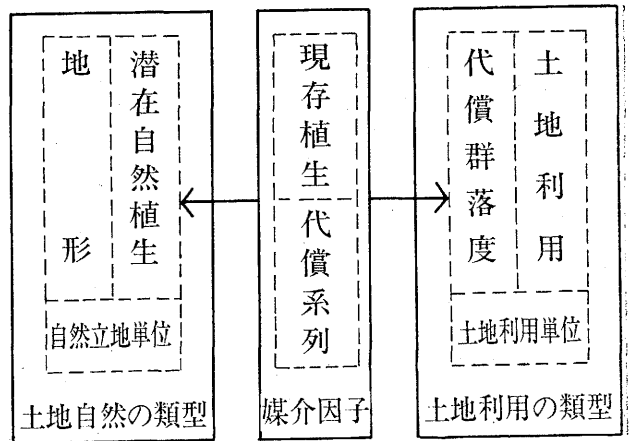 地形
潜在自然植生
自然立地単位
土地自然の類型
現存植生
代償系列
媒介因子
代償群落度
土地利用
土地利用単位
土地利用の類型